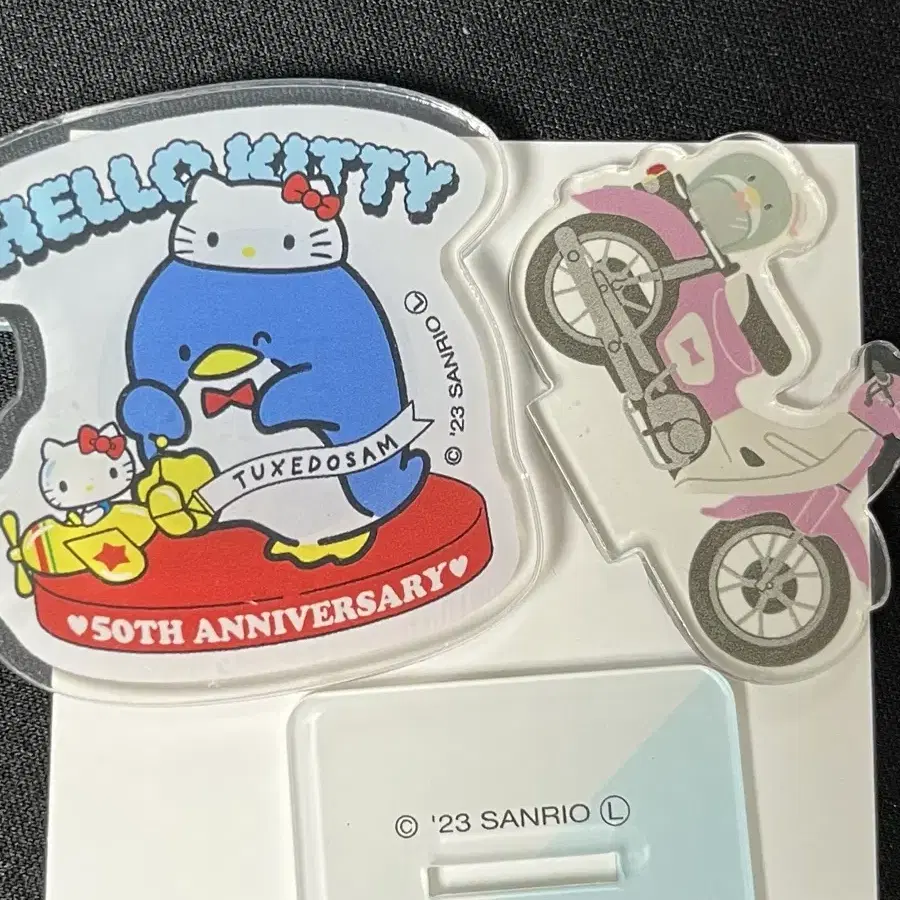 HELLO KITTY
© '23 SANRIO Ⓛ
TUXEDOSAM
♥50TH ANNIVERSARY♥
© '23 SANRIO Ⓛ